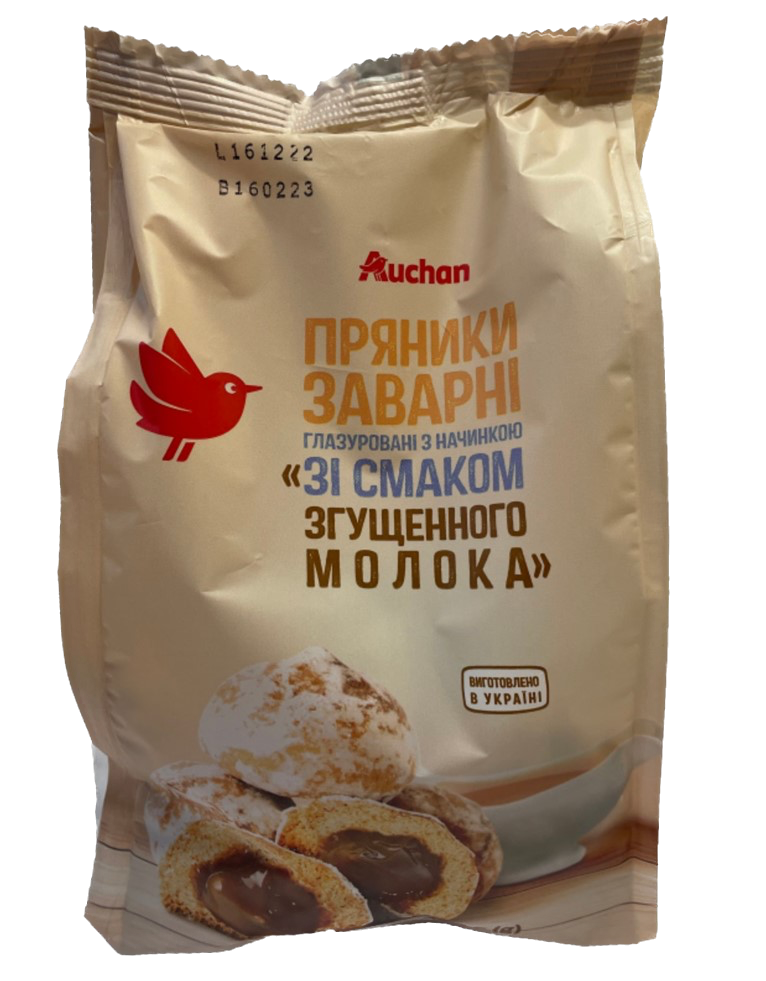 L161222
B160223
Auchan
ПРЯНИКИ
ЗАВАРНІ
ГЛАЗУРОВАНІ З НАЧИНКОЮ
«ЗІ СМАКОМ
ЗГУЩЕННОГО
МОЛОКА»
ВИГОТОВЛЕНО
В УКРАЇНІ